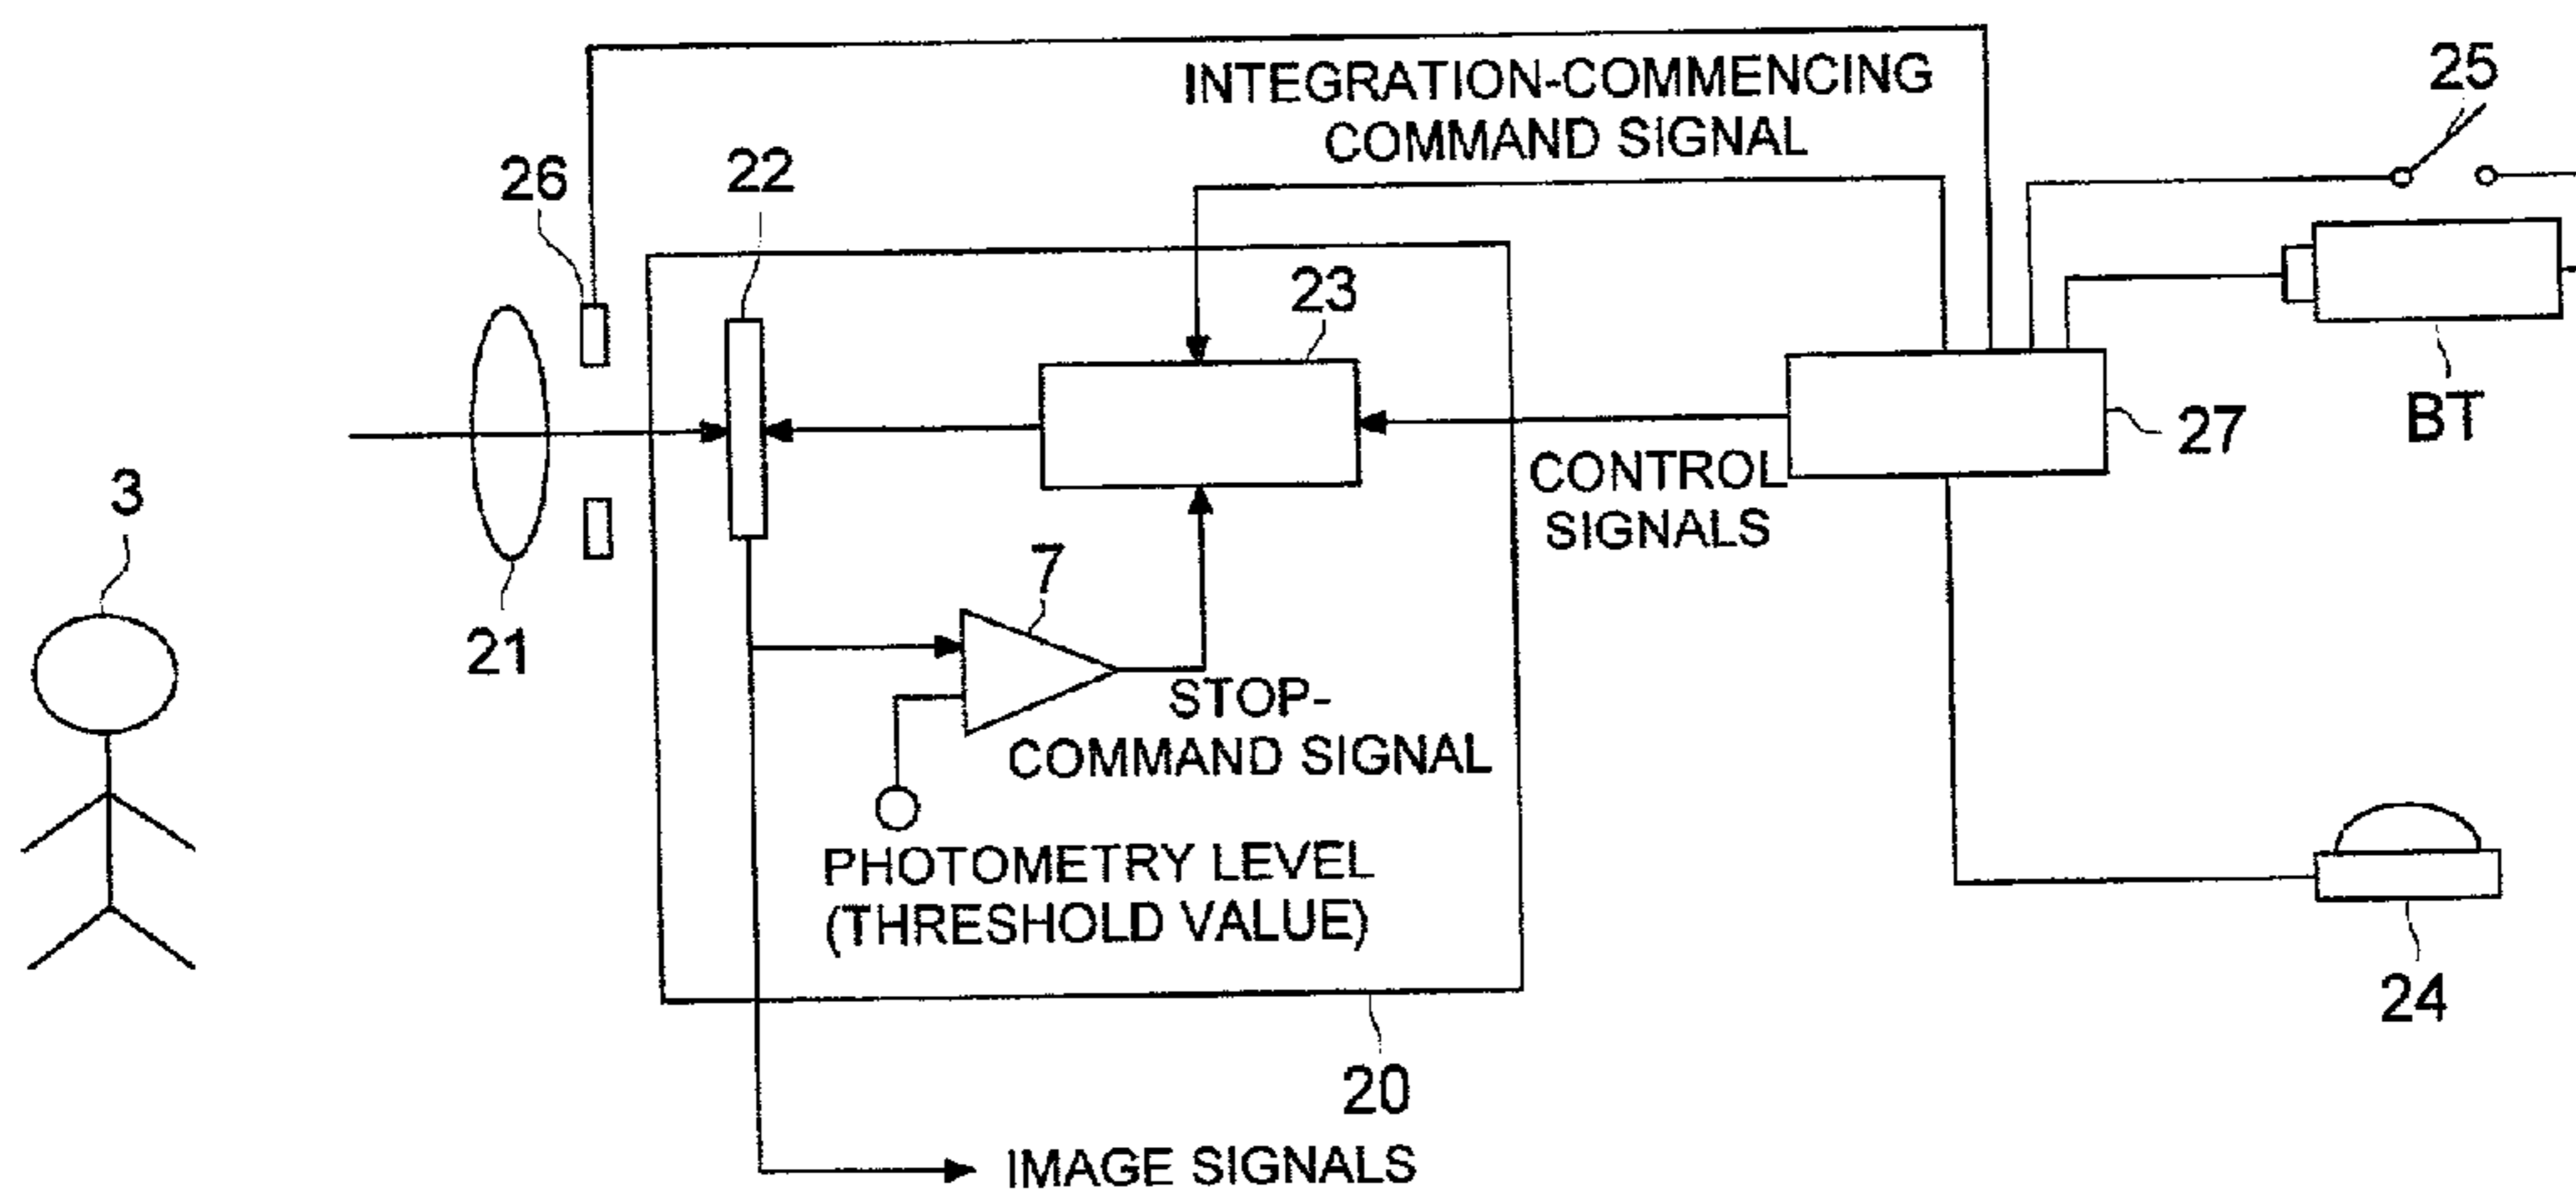 INTEGRATION-COMMENCING
COMMAND SIGNAL
25
26
22
23
BT
27
CONTROL
SIGNALS
3
21
7
STOP-
COMMAND SIGNAL
PHOTOMETRY LEVEL
(THRESHOLD VALUE)
24
20
IMAGE SIGNALS